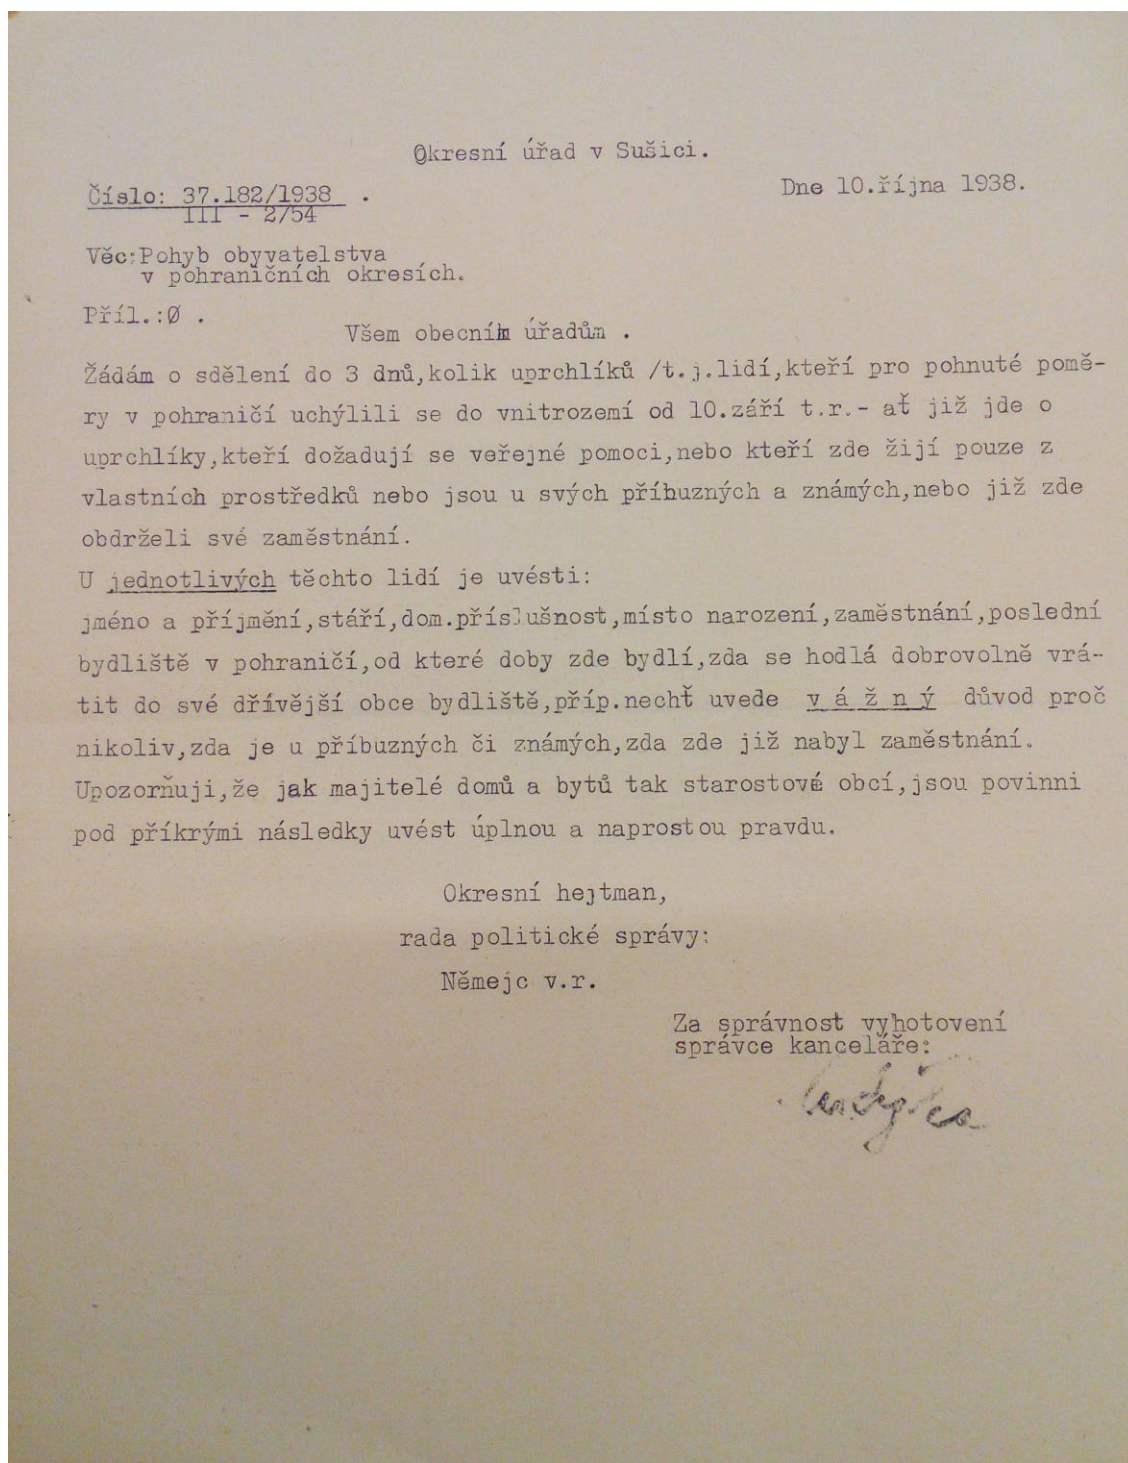 Okresní úřad v Sušici.
Číslo: 37.182/1938 .
III - 2/54
Dne 10.října 1938.
Věc:Pohyb obyvatelstva
v pohraničních okresích.
Příl.:Ø .
Všem obecním úřadům .
Žádám o sdělení do 3 dnů,kolik uprchlíků /t.j.lidí,kteří pro pohnuté pomě-
ry v pohraničí uchýlili se do vnitrozemí od 10.září t.r.- ať již jde o
uprchlíky,kteří dožadují se veřejné pomoci,nebo kteří zde žijí pouze z
vlastních prostředků nebo jsou u svých příbuzných a známých,nebo již zde
obdrželi své zaměstnání.
U jednotlivých těchto lidí je uvésti:
jméno a příjmění,stáří,dom.příslušnost,místo narození,zaměstnání,poslední
bydliště v pohraničí,od které doby zde bydlí,zda se hodlá dobrovolně vrá-
tit do své dřívější obce bydliště,příp.nechť uvede v á ž n ý důvod proč
nikoliv,zda je u příbuzných či známých,zda zde již nabyl zaměstnání.
Upozorňuji,že jak majitelé domů a bytů tak starostové obcí,jsou povinni
pod příkrými následky uvést úplnou a naprostou pravdu.
Okresní hejtman,
rada politické správy:
Němejc v.r.
Za správnost vyhotovení
správce kanceláře: